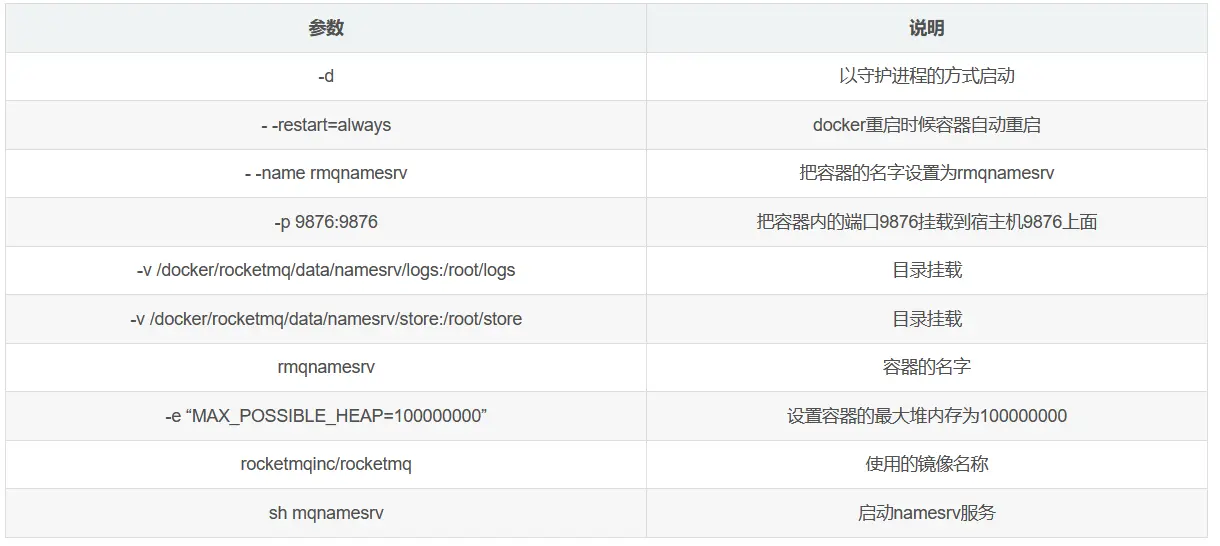 参数 说明
-d 以守护进程的方式启动
- -restart=always docker重启时候容器自动重启
- -name rmqnamesrv 把容器的名字设置为rmqnamesrv
-p 9876:9876 把容器内的端口9876挂载到宿主机9876上面
-v /docker/rocketmq/data/namesrv/logs:/root/logs 目录挂载
-v /docker/rocketmq/data/namesrv/store:/root/store 目录挂载
rmqnamesrv 容器的名字
-e “MAX_POSSIBLE_HEAP=100000000” 设置容器的最大堆内存为100000000
rocketmqinc/rocketmq 使用的镜像名称
sh mqnamesrv 启动namesrv服务